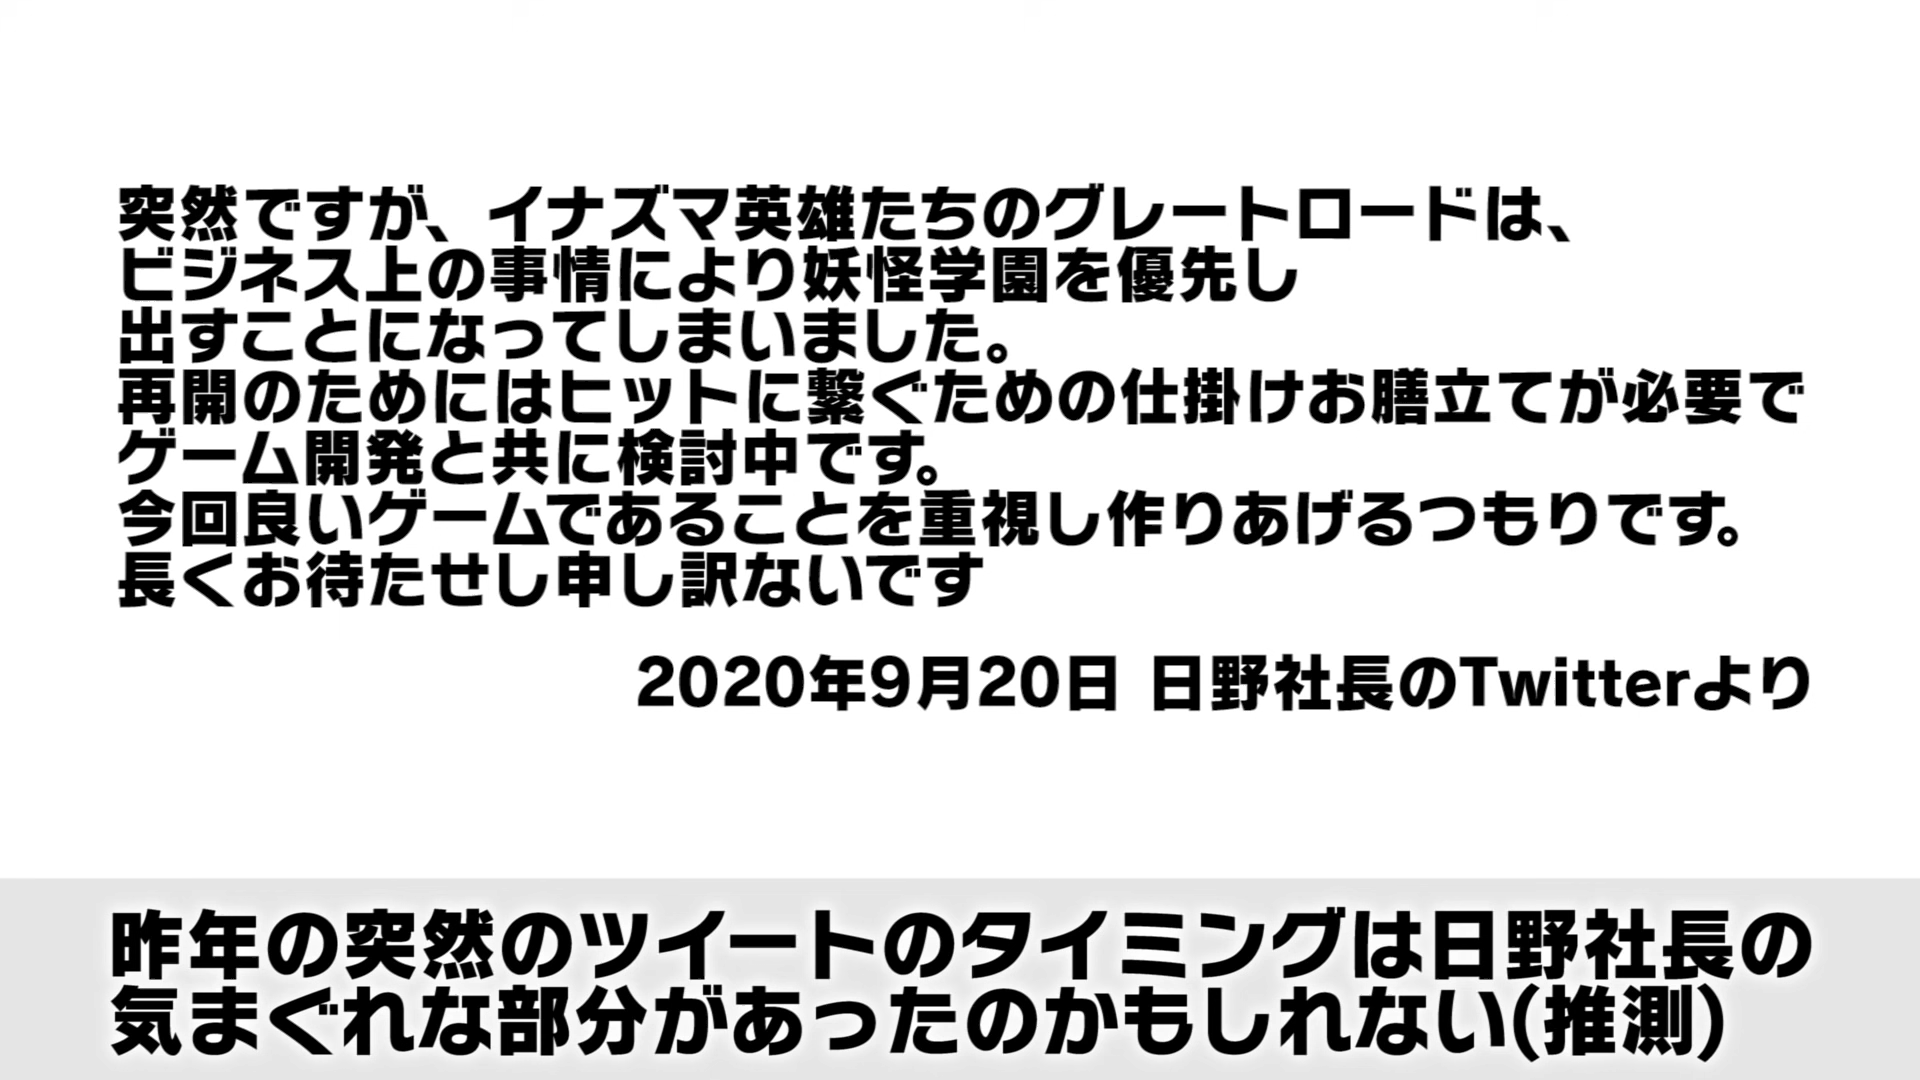 突然ですが、イナズマ英雄たちのグレートロードは、
ビジネス上の事情により妖怪学園を優先し
出すことになってしまいました。
再開のためにはヒットに繋ぐための仕掛けお膳立てが必要で
ゲーム開発と共に検討中です。
今回良いゲームであることを重視し作りあげるつもりです。
長くお待たせし申し訳ないです
2020年9月20日 日野社長のTwitterより
昨年の突然のツイートのタイミングは日野社長の
気まぐれな部分があったのかもしれない(推測)